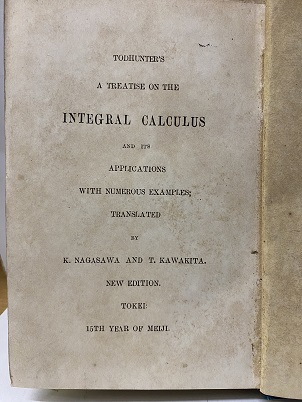 TODHUNTER'S
A TREATISE ON THE
INTEGRAL CALCULUS
AND ITS
APPLICATIONS
WITH NUMEROUS EXAMPLES;
TRANSLATED
BY
K. NAGASAWA AND T. KAWAKITA.
NEW EDITION.
TOKEI:
15TH YEAR OF MEIJI.